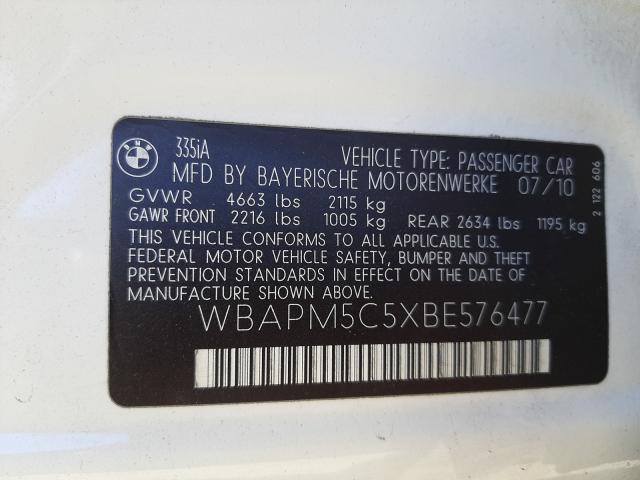 BMW
335iA
VEHICLE TYPE: PASSENGER CAR
MFD BY BAYERISCHE MOTORENWERKE 07/10
GVWR 4663 lbs 2115 kg
GAWR FRONT 2216 lbs 1005 kg REAR 2634 lbs 1195 kg
THIS VEHICLE CONFORMS TO ALL APPLICABLE U.S.
FEDERAL MOTOR VEHICLE SAFETY, BUMPER AND THEFT
PREVENTION STANDARDS IN EFFECT ON THE DATE OF
MANUFACTURE SHOWN ABOVE.
WBAPM5C5XBE576477
2 122 606